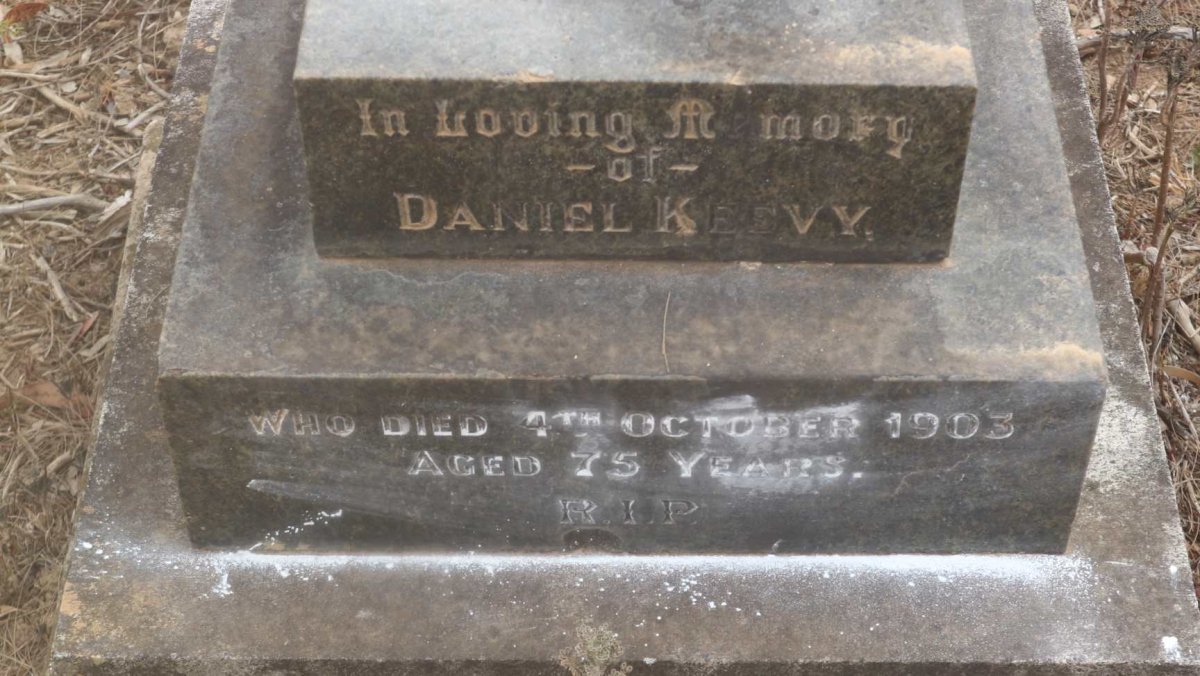 In Loving Memory
- of -
DANIEL KEEVY.
WHO DIED 4TH OCTOBER 1903
AGED 75 YEARS.
R.I.P